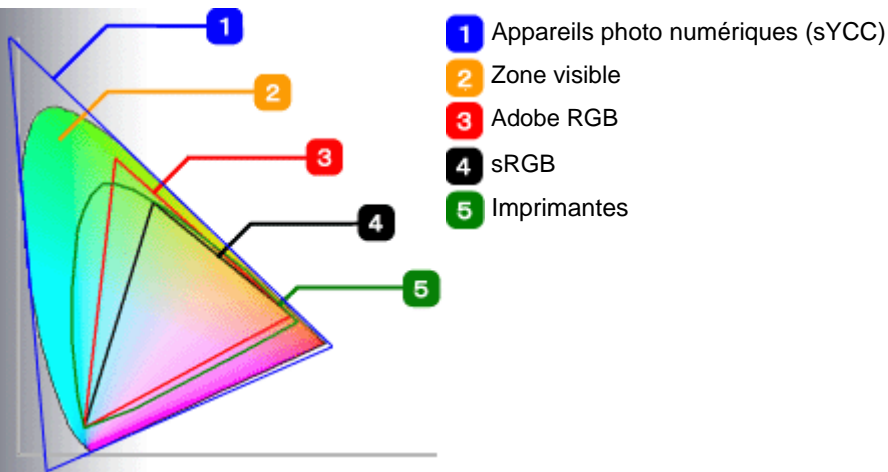 1 Appareils photo numériques (sYCC)
2 Zone visible
3 Adobe RGB
4 sRGB
5 Imprimantes
1
2
3
4
5